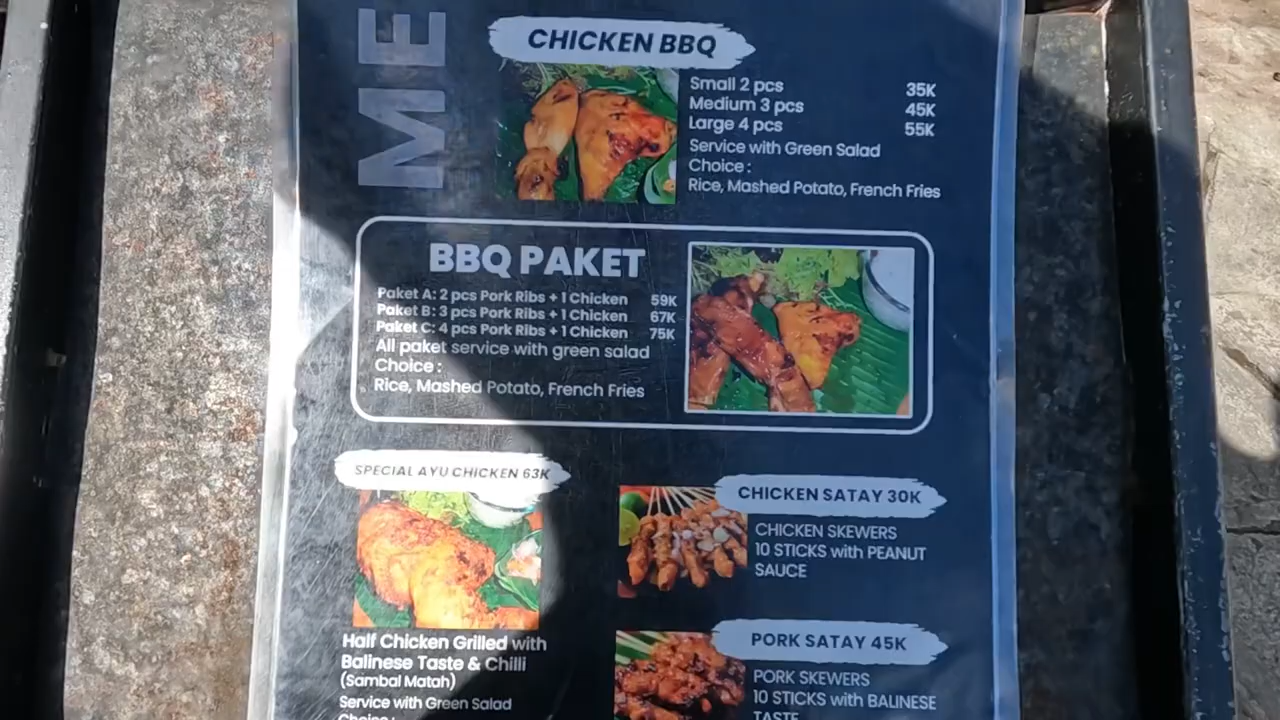 ME
CHICKEN BBQ
Small 2 pcs 35K
Medium 3 pcs 45K
Large 4 pcs 55K
Service with Green Salad
Choice :
Rice, Mashed Potato, French Fries
BBQ PAKET
Paket A: 2 pcs Pork Ribs + 1 Chicken 59K
Paket B: 3 pcs Pork Ribs + 1 Chicken 67K
Paket C: 4 pcs Pork Ribs + 1 Chicken 75K
All paket service with green salad
Choice :
Rice, Mashed Potato, French Fries
SPECIAL AYU CHICKEN 63K
Half Chicken Grilled with
Balinese Taste & Chilli
(Sambal Matah)
Service with Green Salad
Choice :
CHICKEN SATAY 30K
CHICKEN SKEWERS
10 STICKS with PEANUT
SAUCE
PORK SATAY 45K
PORK SKEWERS
10 STICKS with BALINESE
TASTE